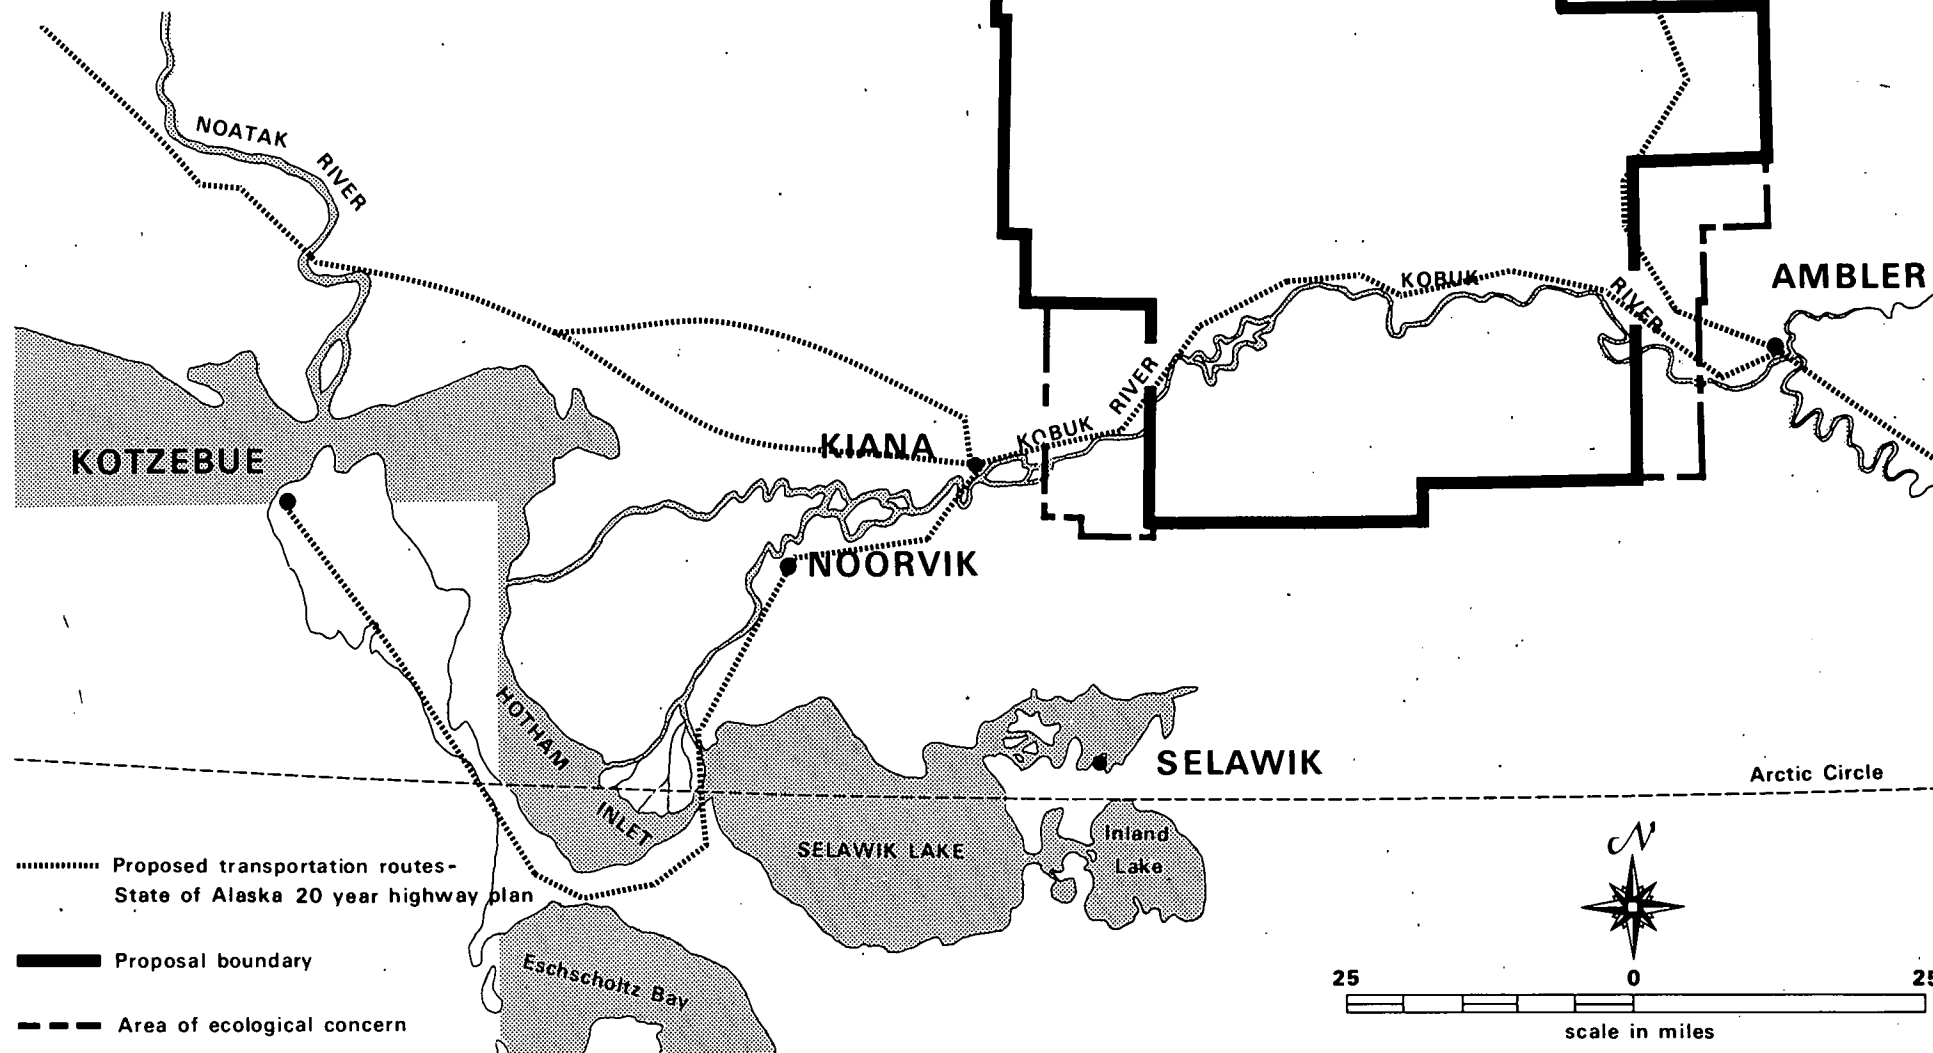 NOATAK
RIVER
KOBUK
RIVER
AMBLER
RIVER
KOBUK
KIANA
KOTZEBUE
NOORVIK
HOTHAM
INLET
SELAWIK
Arctic Circle
SELAWIK LAKE
Inland
Lake
N
Proposed transportation routes-
State of Alaska 20 year highway plan
Proposal boundary
Eschscholtz Bay
Area of ecological concern
25 0 25
scale in miles